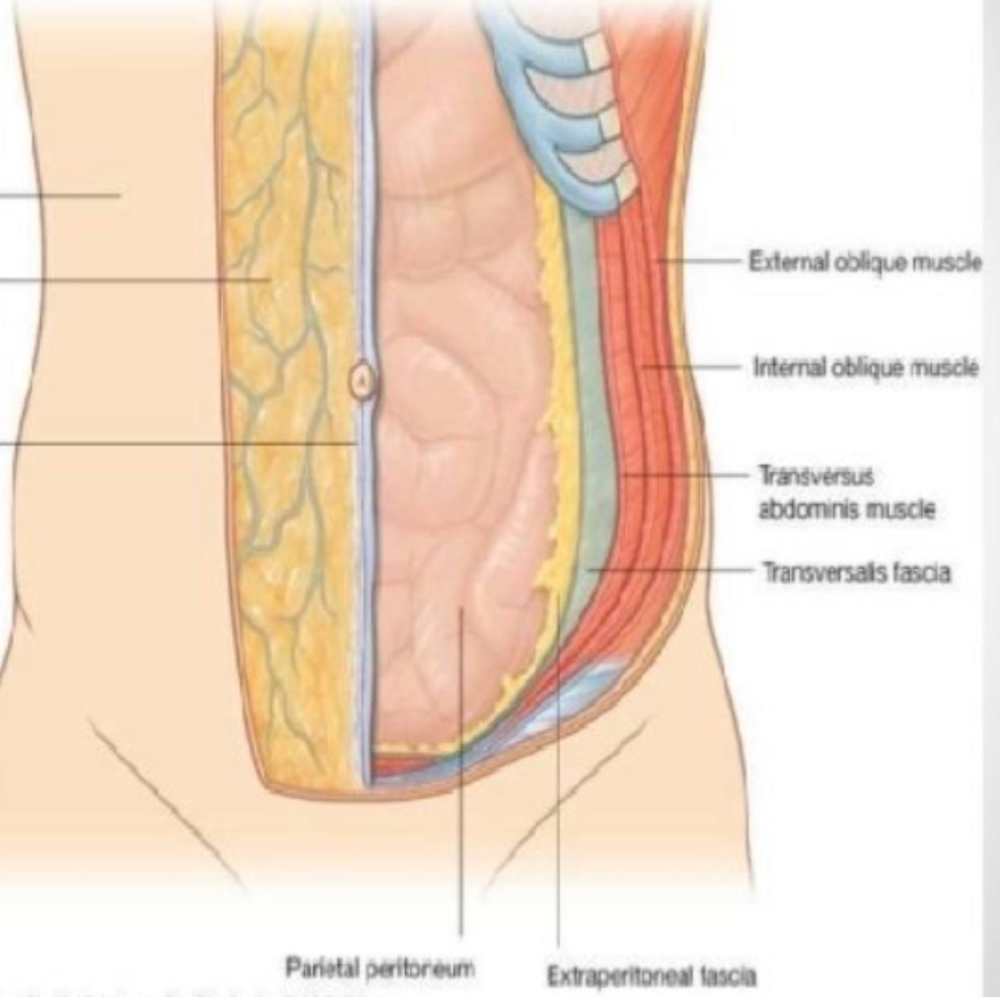 External oblique muscle
Internal oblique muscle
Transversus
abdominis muscle
Transversalis fascia
Parietal peritoneum
Extraperitoneal fascia